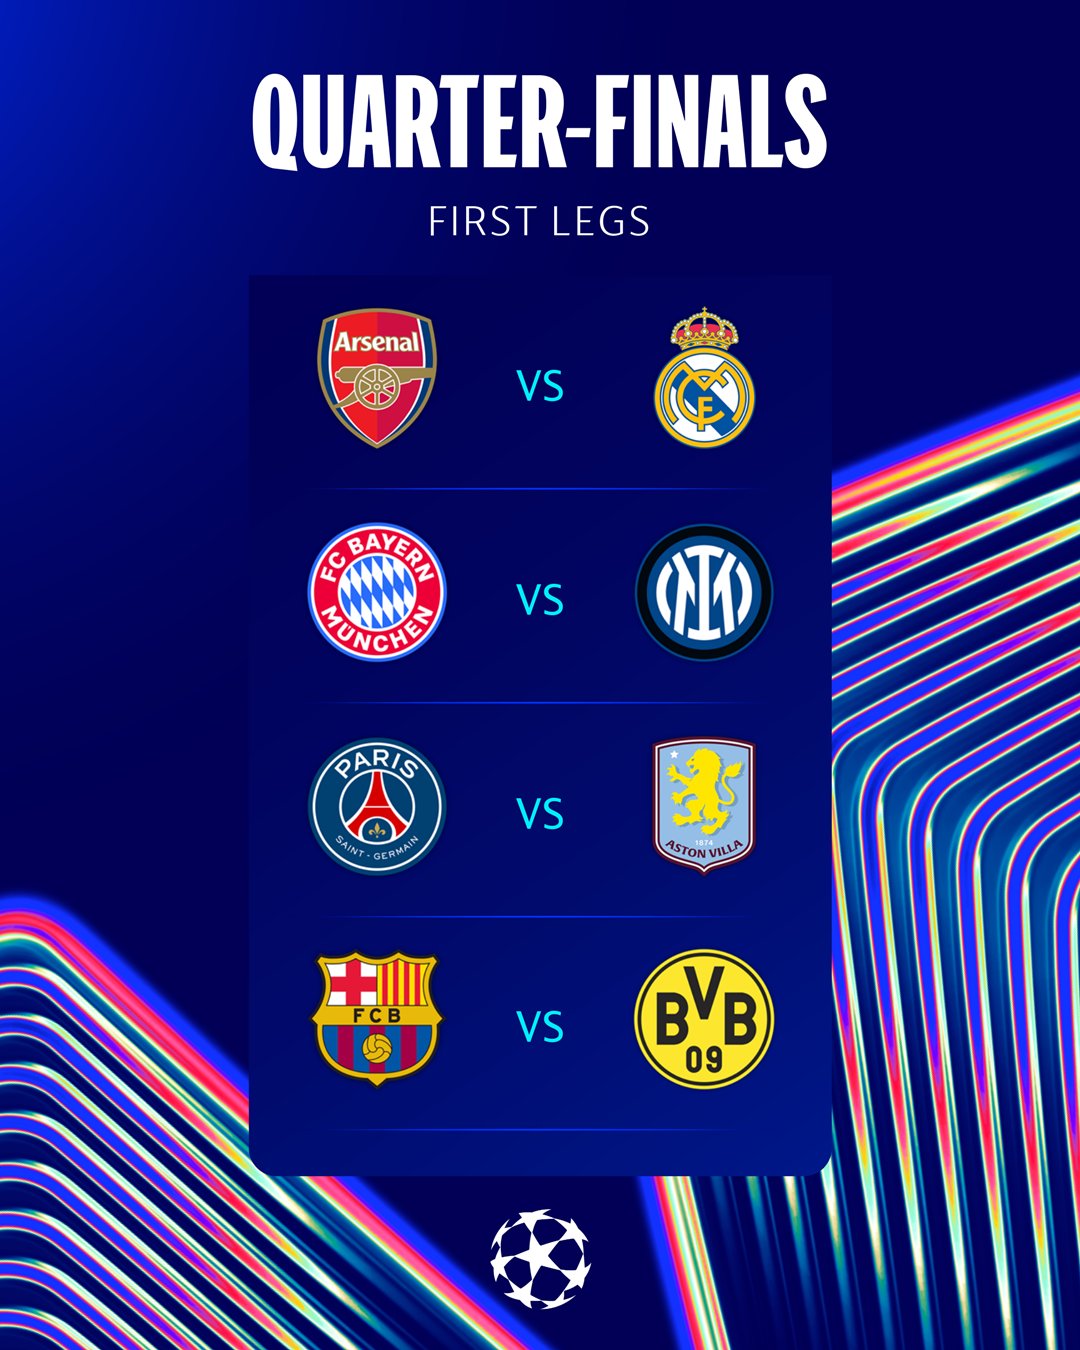 QUARTER-FINALS
FIRST LEGS
Arsenal
VS
FC BAYERN
MÜNCHEN
VS
PARIS
SAINT-GERMAIN
VS
1874
ASTON VILLA
FCB
VS
BVB
09